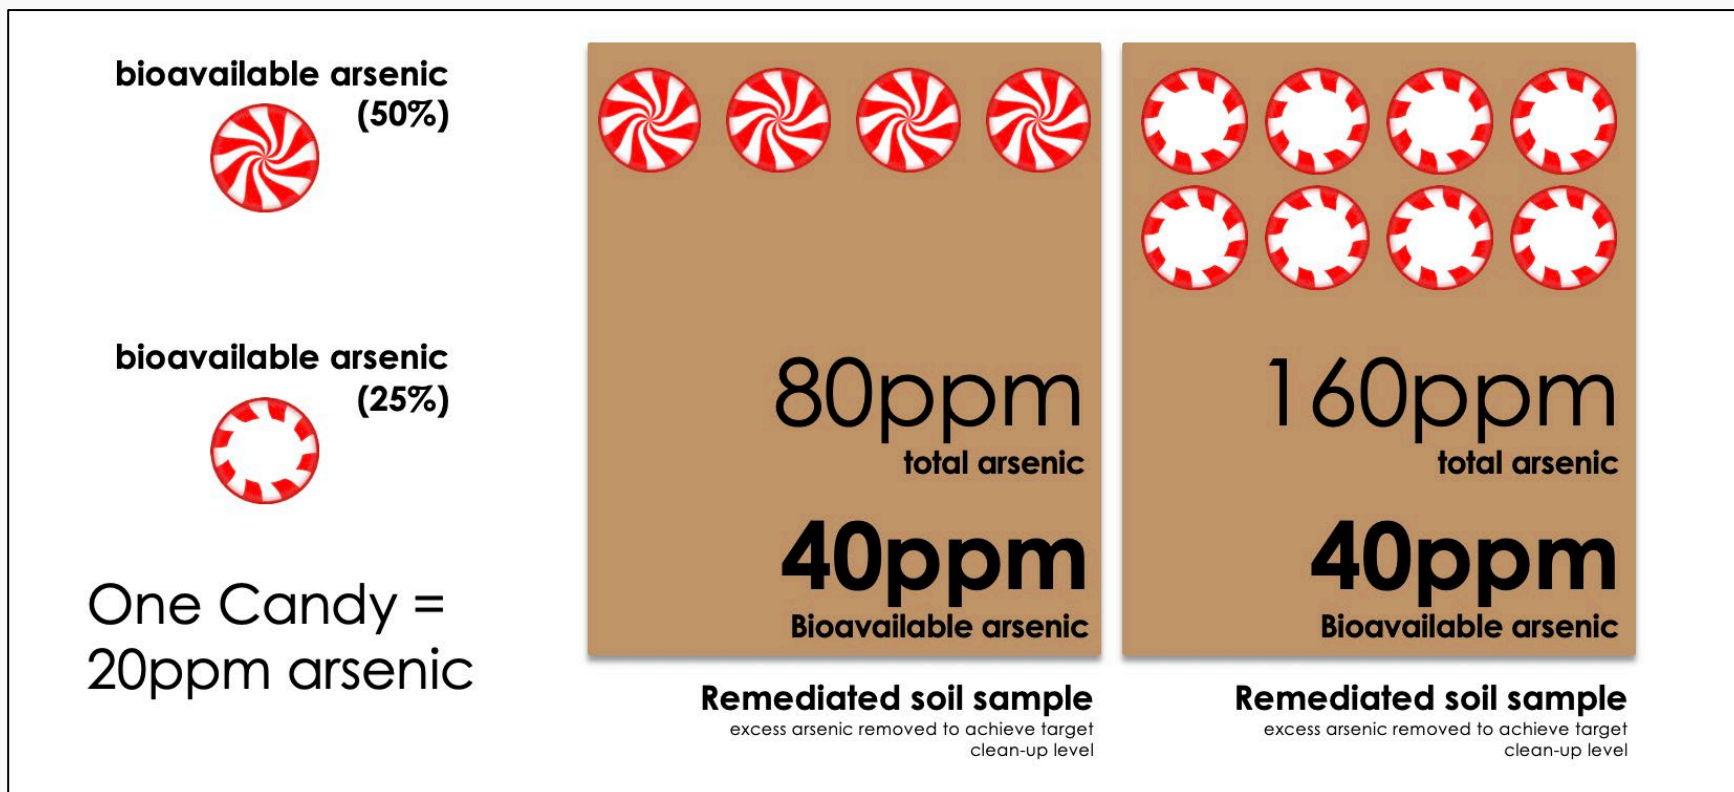 bioavailable arsenic
(50%)
bioavailable arsenic
(25%)
One Candy =
20ppm arsenic
80ppm
total arsenic
40ppm
Bioavailable arsenic
Remediated soil sample
excess arsenic removed to achieve target
clean-up level
160ppm
total arsenic
40ppm
Bioavailable arsenic
Remediated soil sample
excess arsenic removed to achieve target
clean-up level